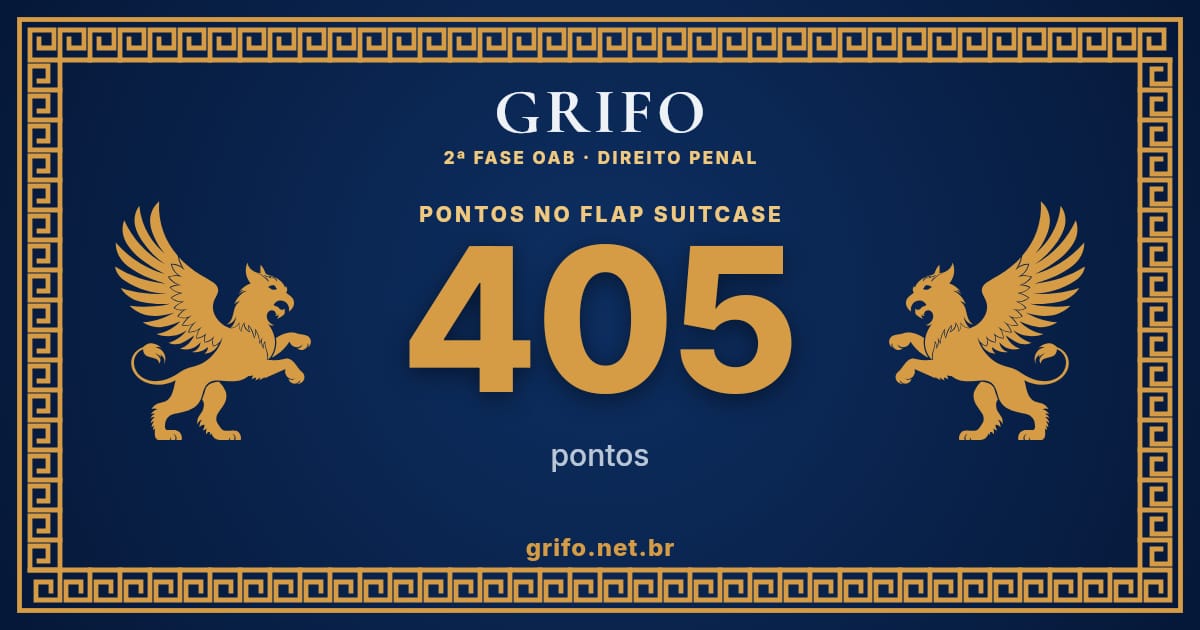 GRIFO
2ª FASE OAB · DIREITO PENAL
PONTOS NO FLAP SUITCASE
405
pontos
grifo.net.br